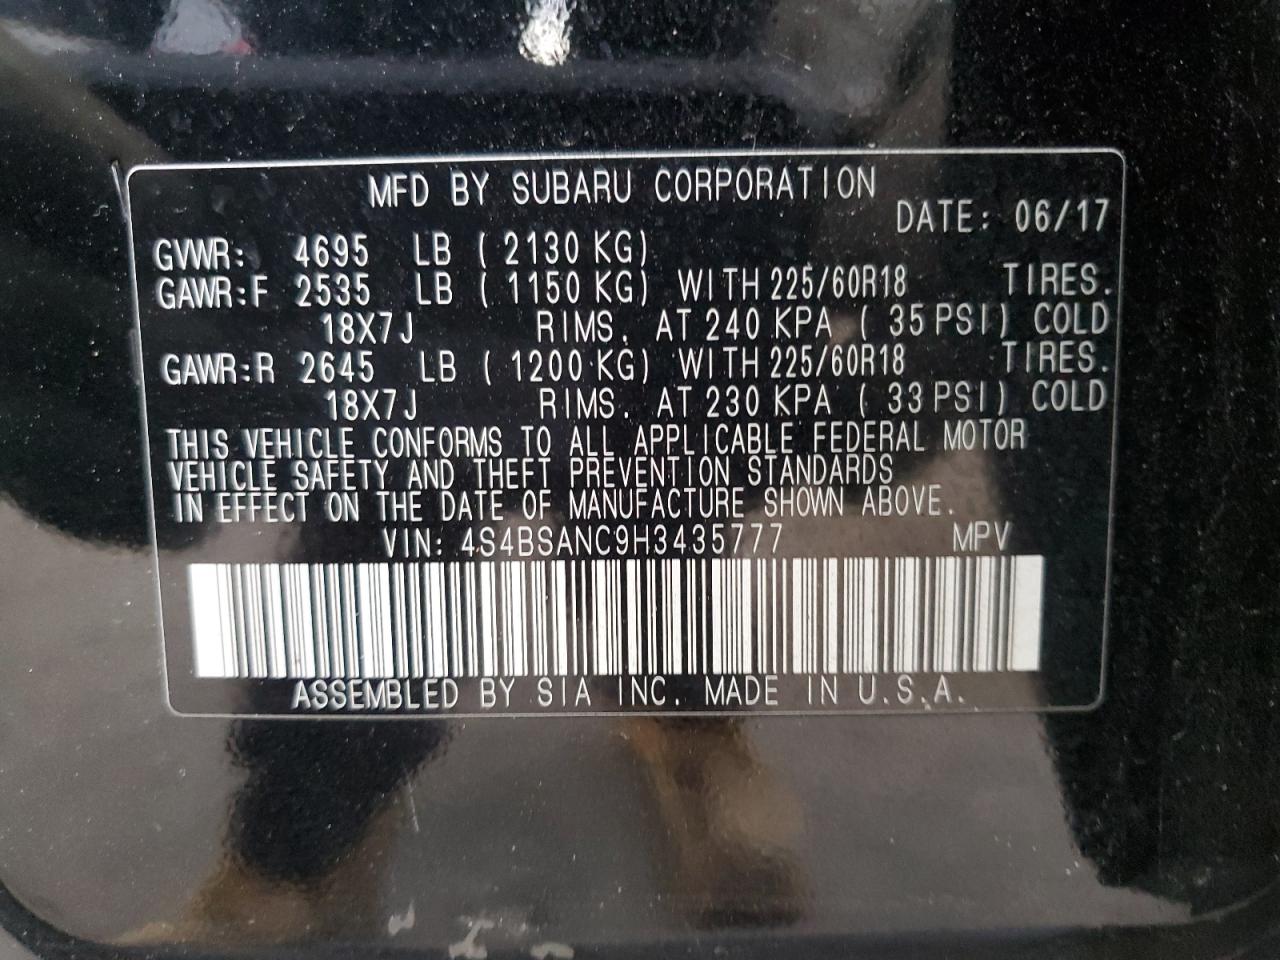 MFD BY SUBARU CORPORATION
DATE: 06/17
GVWR: 4695 LB ( 2130 KG)
GAWR:F 2535 LB ( 1150 KG) WITH 225/60R18 TIRES.
18X7J RIMS. AT 240 KPA ( 35 PSI) COLD
GAWR:R 2645 LB ( 1200 KG) WITH 225/60R18 TIRES.
18X7J RIMS. AT 230 KPA ( 33 PSI) COLD
THIS VEHICLE CONFORMS TO ALL APPLICABLE FEDERAL MOTOR
VEHICLE SAFETY AND THEFT PREVENTION STANDARDS
IN EFFECT ON THE DATE OF MANUFACTURE SHOWN ABOVE.
VIN: 4S4BSANC9H3435777 MPV
ASSEMBLED BY SIA INC. MADE IN U.S.A.